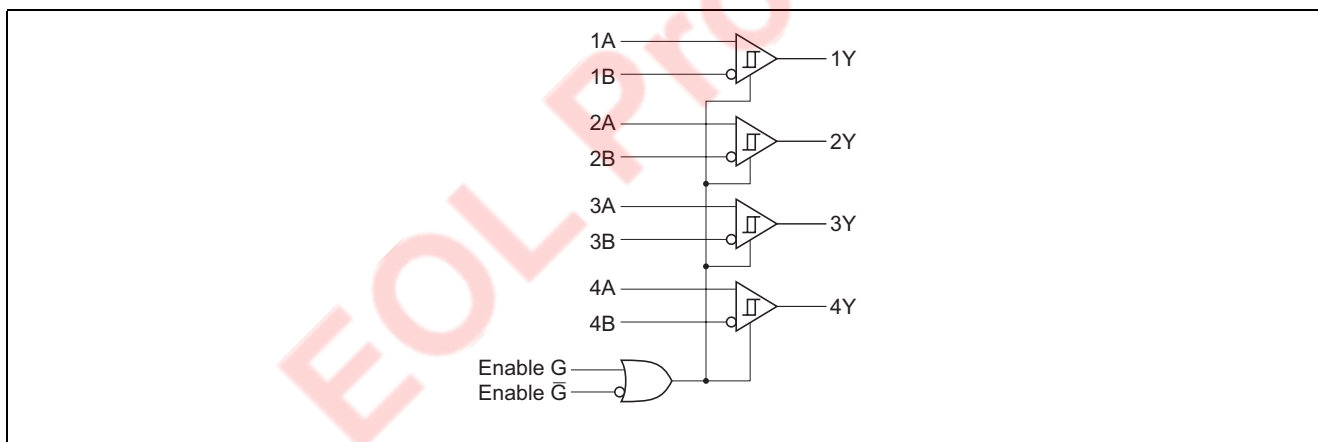 1A
1B
1Y
2A
2B
2Y
3A
3B
3Y
4A
4B
4Y
Enable G
Enable G̅
EOL Pro